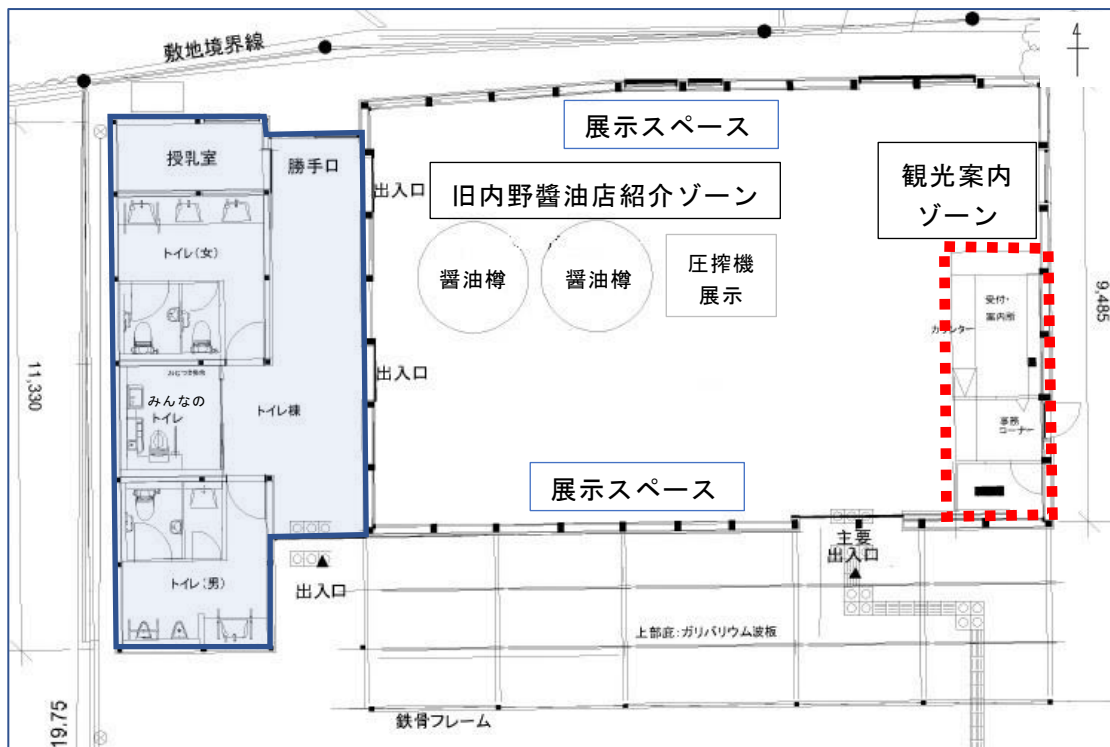 敷地境界線
4
展示スペース
授乳室
勝手口
出入口
旧内野醬油店紹介ゾーン
観光案内
ゾーン
トイレ(女)
醤油樽
醤油樽
圧搾機
展示
受付・
案内所
カウンター
9,485
11,330
出入口
みんなの
トイレ
トイレ棟
事務
コーナー
展示スペース
主要
出入口
トイレ(男)
出入口
上部庇:ガリバリウム波板
19,75
鉄骨フレーム